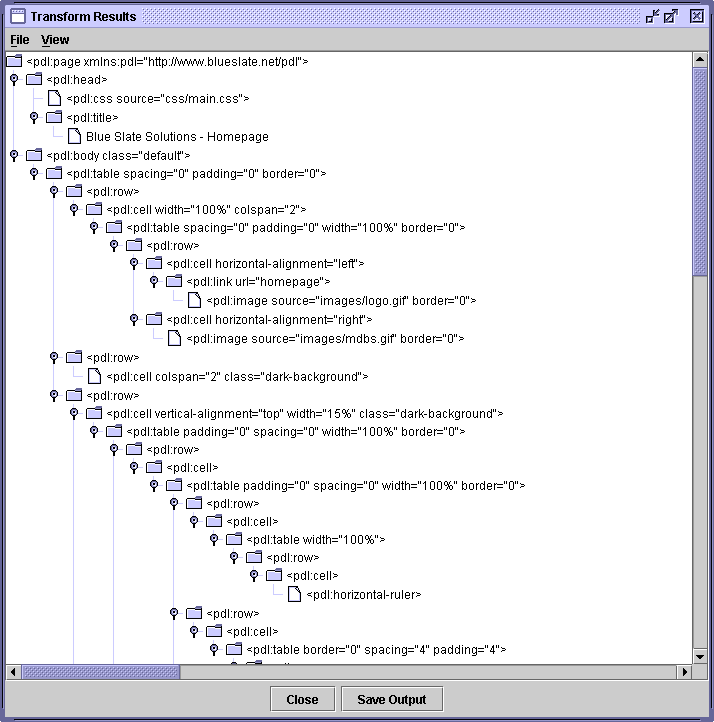 Transform Results
File View
<pdl:page xmlns:pdl="http://www.blueslate.net/pdl">
<pdl:head>
<pdl:css source="css/main.css">
<pdl:title>
Blue Slate Solutions - Homepage
<pdl:body class="default">
<pdl:table spacing="0" padding="0" border="0">
<pdl:row>
<pdl:cell width="100%" colspan="2">
<pdl:table spacing="0" padding="0" width="100%" border="0">
<pdl:row>
<pdl:cell horizontal-alignment="left">
<pdl:link url="homepage">
<pdl:image source="images/logo.gif" border="0">
<pdl:cell horizontal-alignment="right">
<pdl:image source="images/mdbs.gif" border="0">
<pdl:row>
<pdl:cell colspan="2" class="dark-background">
<pdl:row>
<pdl:cell vertical-alignment="top" width="15%" class="dark-background">
<pdl:table padding="0" spacing="0" width="100%" border="0">
<pdl:row>
<pdl:cell>
<pdl:table padding="0" spacing="0" width="100%" border="0">
<pdl:row>
<pdl:cell>
<pdl:table width="100%">
<pdl:row>
<pdl:cell>
<pdl:horizontal-ruler>
<pdl:row>
<pdl:cell>
<pdl:table border="0" spacing="4" padding="4">
Close Save Output